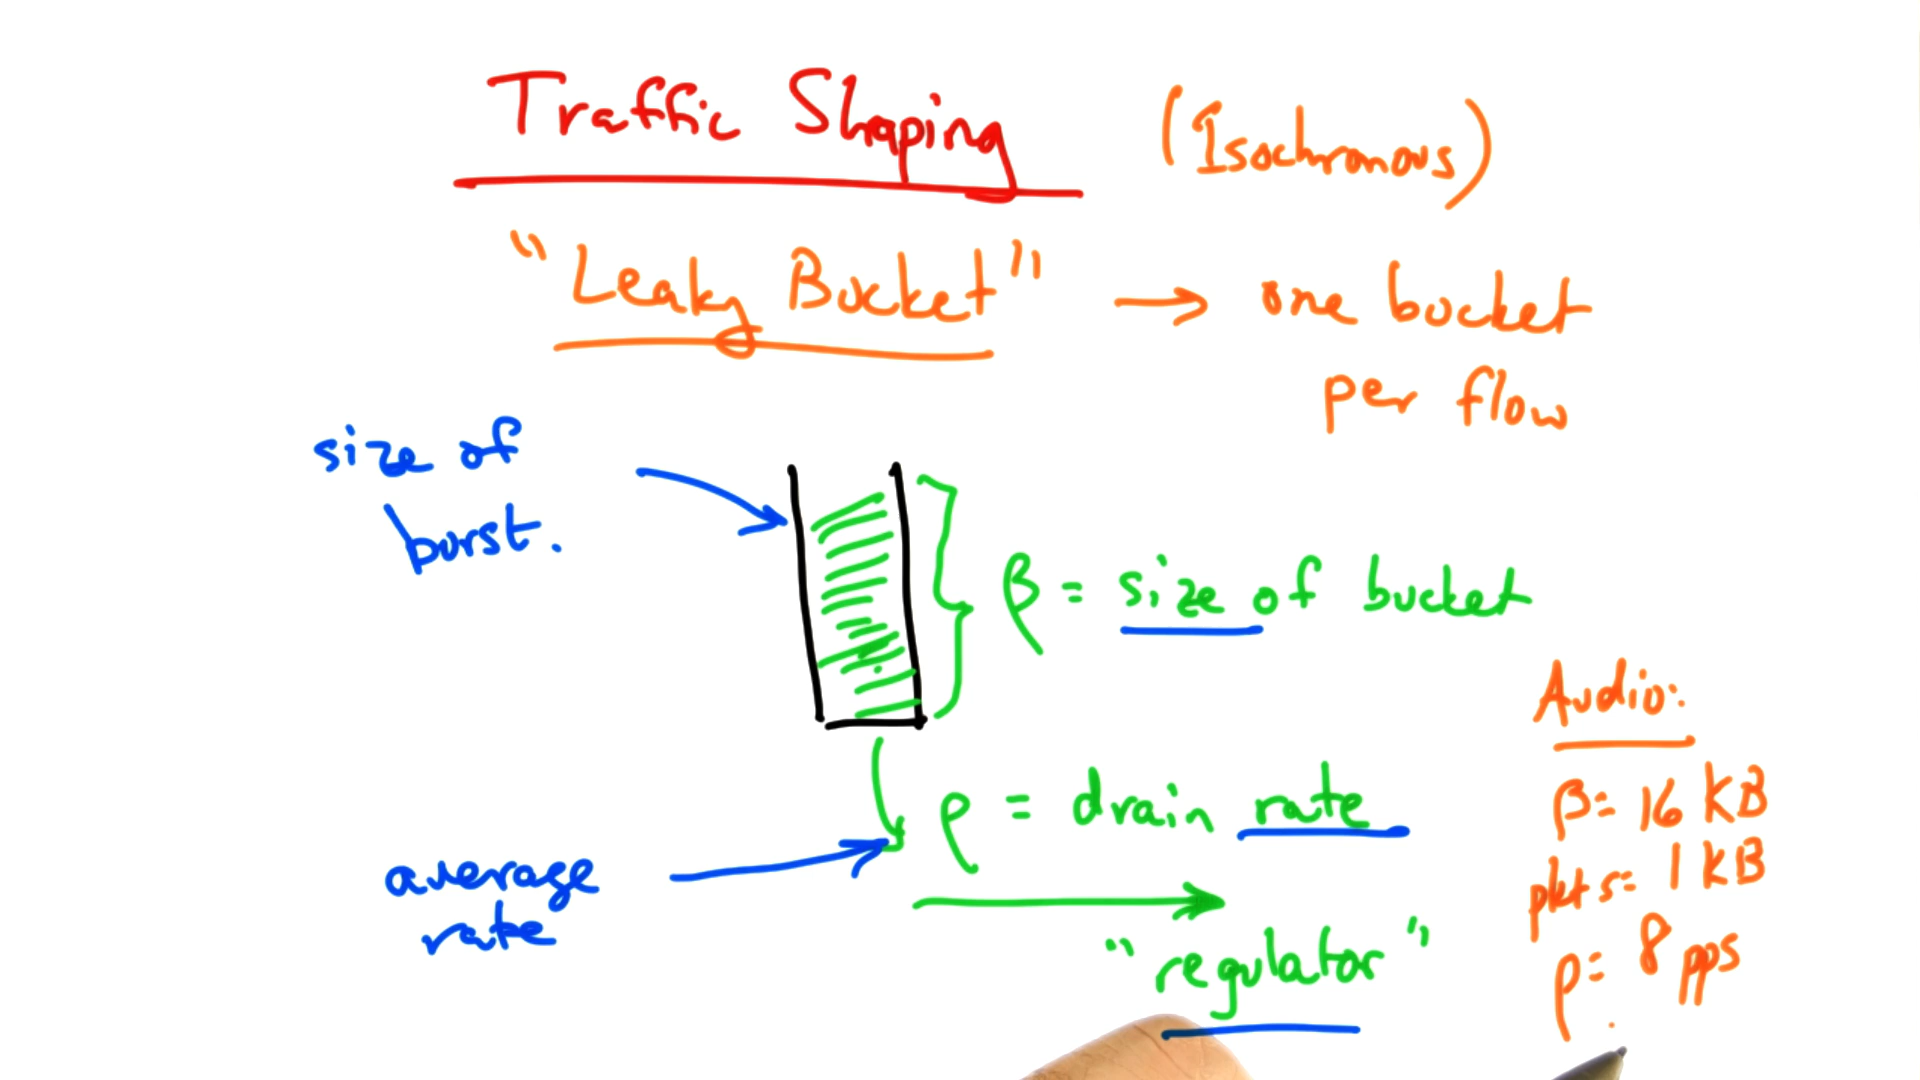 Traffic Shaping (Isochronous)
"Leaky Bucket" → one bucket
per flow
size of
burst.
β = size of bucket
ρ = drain rate
average
rate
"regulator"
Audio:
β = 16 KB
pkts = 1 KB
ρ = 8 pps